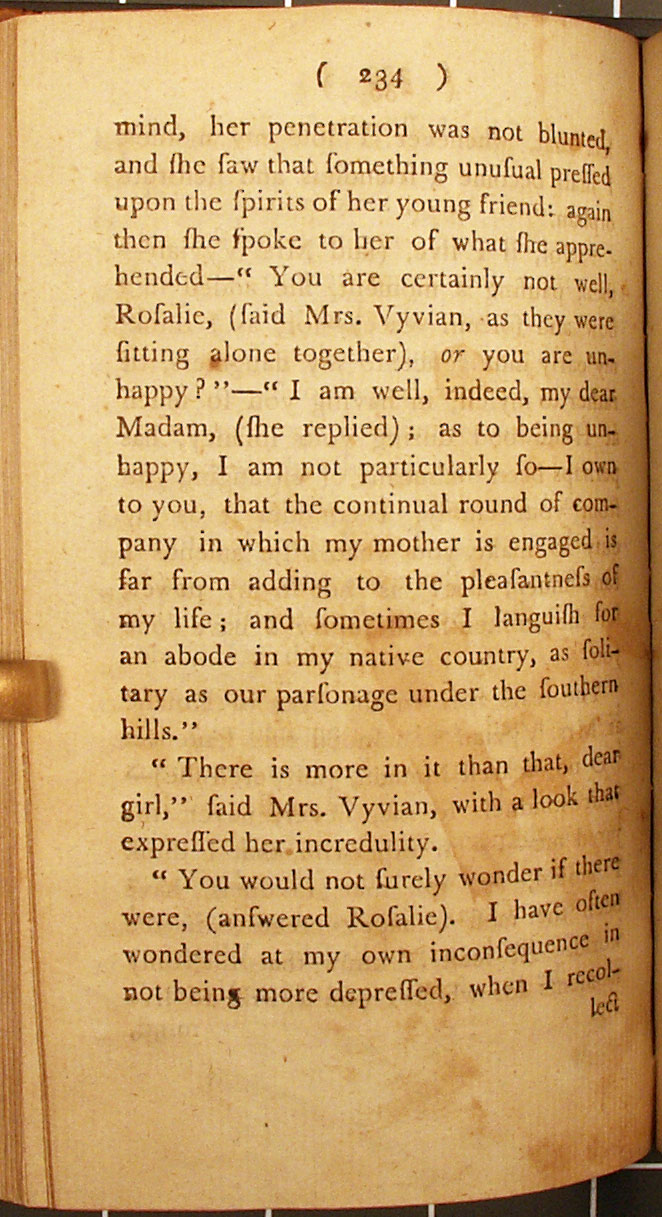 ( 234 )
mind, her penetration was not blunted,
and ſhe ſaw that ſomething unuſual preſſed
upon the ſpirits of her young friend: again
then ſhe ſpoke to her of what ſhe appre-
hended—“ You are certainly not well,
Roſalie, (ſaid Mrs. Vyvian, as they were
ſitting alone together), or you are un-
happy? ”—“ I am well, indeed, my dear
Madam, (ſhe replied); as to being un-
happy, I am not particularly ſo—I own
to you, that the continual round of com-
pany in which my mother is engaged is
far from adding to the pleaſantneſs of
my life; and ſometimes I languiſh for
an abode in my native country, as ſoli-
tary as our parſonage under the ſouthern
hills.”
“ There is more in it than that, dear
girl,” ſaid Mrs. Vyvian, with a look that
expreſſed her incredulity.
“ You would not ſurely wonder if there
were, (anſwered Roſalie). I have often
wondered at my own inconſequence in
not being more depreſſed, when I recol-
lect